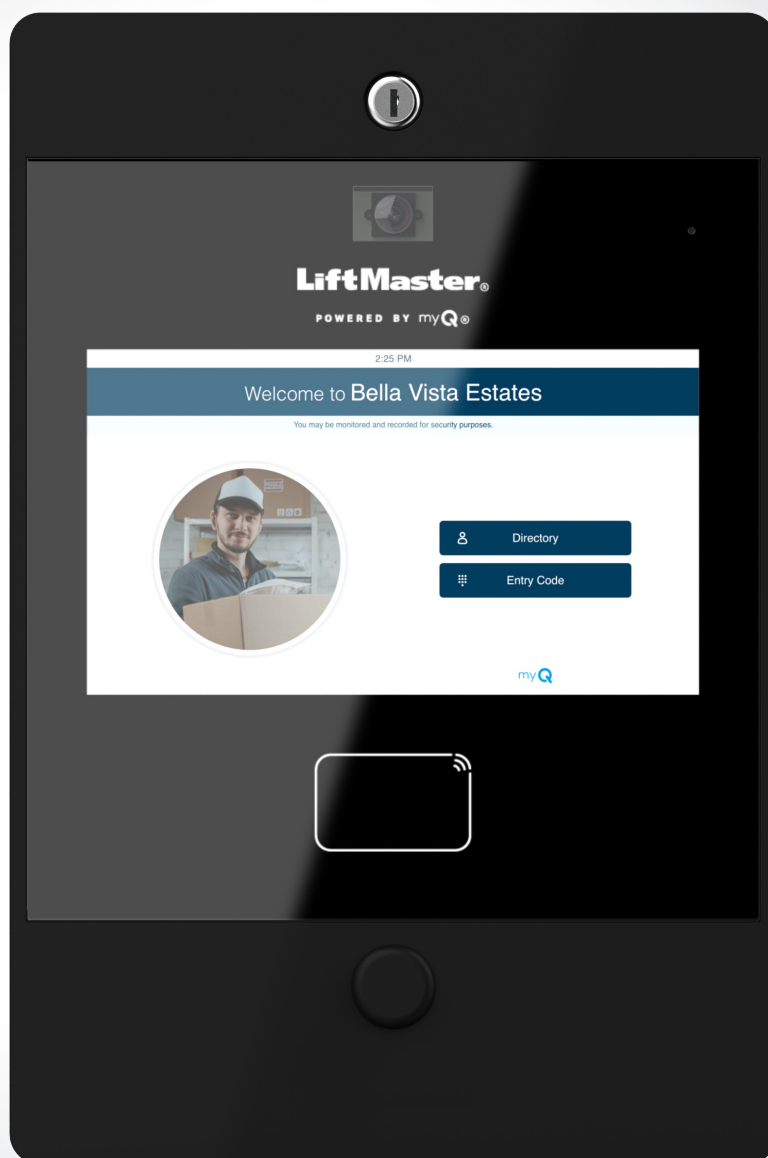 LiftMaster®
POWERED BY myQ®
2:25 PM
Welcome to Bella Vista Estates
You may be monitored and recorded for security purposes.
Directory
Entry Code
myQ